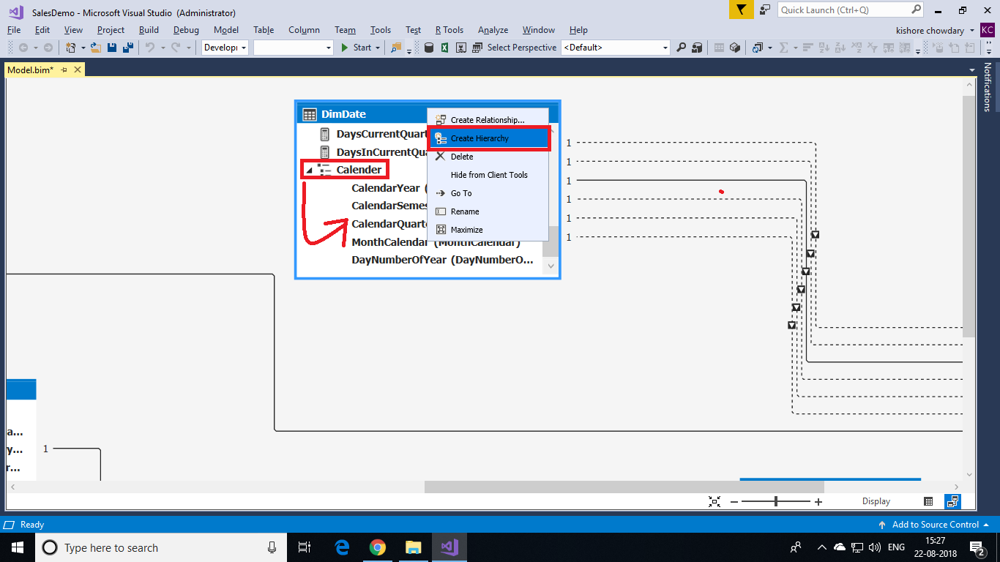 SalesDemo - Microsoft Visual Studio (Administrator)
Quick Launch (Ctrl+Q)
File Edit View Project Build Debug Model Table Column Team Tools Test R Tools Analyze Window Help
kishore chowdary KC
Developı Start Select Perspective <Default>
Model.bim*
Notifications
DimDate
DaysCurrentQuart
DaysInCurrentQua
Calender
CalendarYear (
CalendarSemes
CalendarQuarte
MonthCalendar (MonthCalendar)
DayNumberOfYear (DayNumberO...
Create Relationship...
Create Hierarchy
Delete
Hide from Client Tools
Go To
Rename
Maximize
1
1
1
1
1
1
a...
y...
r...
1
Display
Ready
Add to Source Control
Type here to search
ENG
15:27
22-08-2018
2